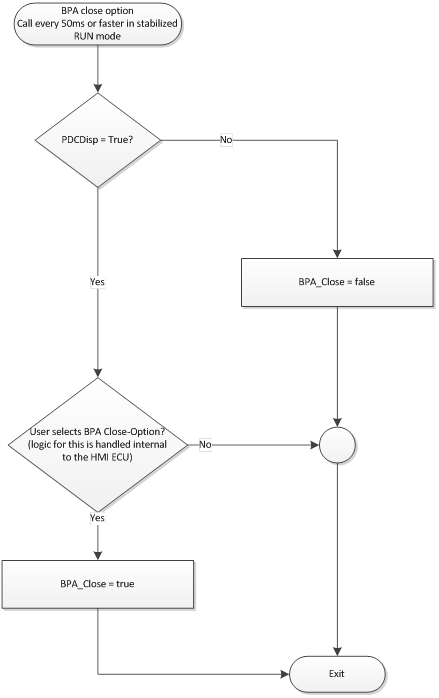 BPA close option
Call every 50ms or faster in stabilized
RUN mode
PDCDisp = True?
No
Yes
BPA_Close = false
User selects BPA Close-Option?
(logic for this is handled internal
to the HMI ECU)
No
Yes
BPA_Close = true
Exit